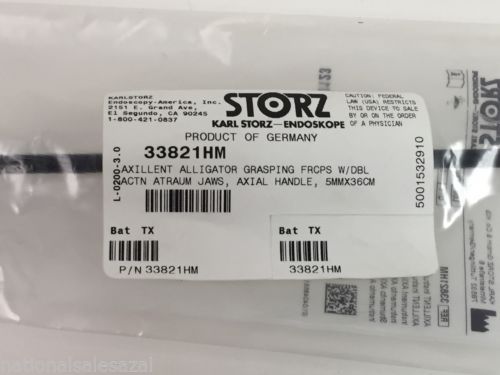 KARLSTORZ
Endoscopy-America, Inc.
2151 E. Grand Ave,
El Segundo, CA 90245
1-800-421-0837
STORZ
KARL STORZ—ENDOSKOPE
CAUTION: FEDERAL
LAW (USA) RESTRICTS
THIS DEVICE TO SALE
BY OR ON THE ORDER
OF A PHYSICIAN
PRODUCT OF GERMANY
33821HM
AXILLENT ALLIGATOR GRASPING FRCPS W/DBL
ACTN ATRAUM JAWS, AXIAL HANDLE, 5MMX36CM
L-0200-3.0
5001532910
Bat TX
P/N 33821HM
Bat TX
33821HM
REF
33821HM
nationalsalesazal